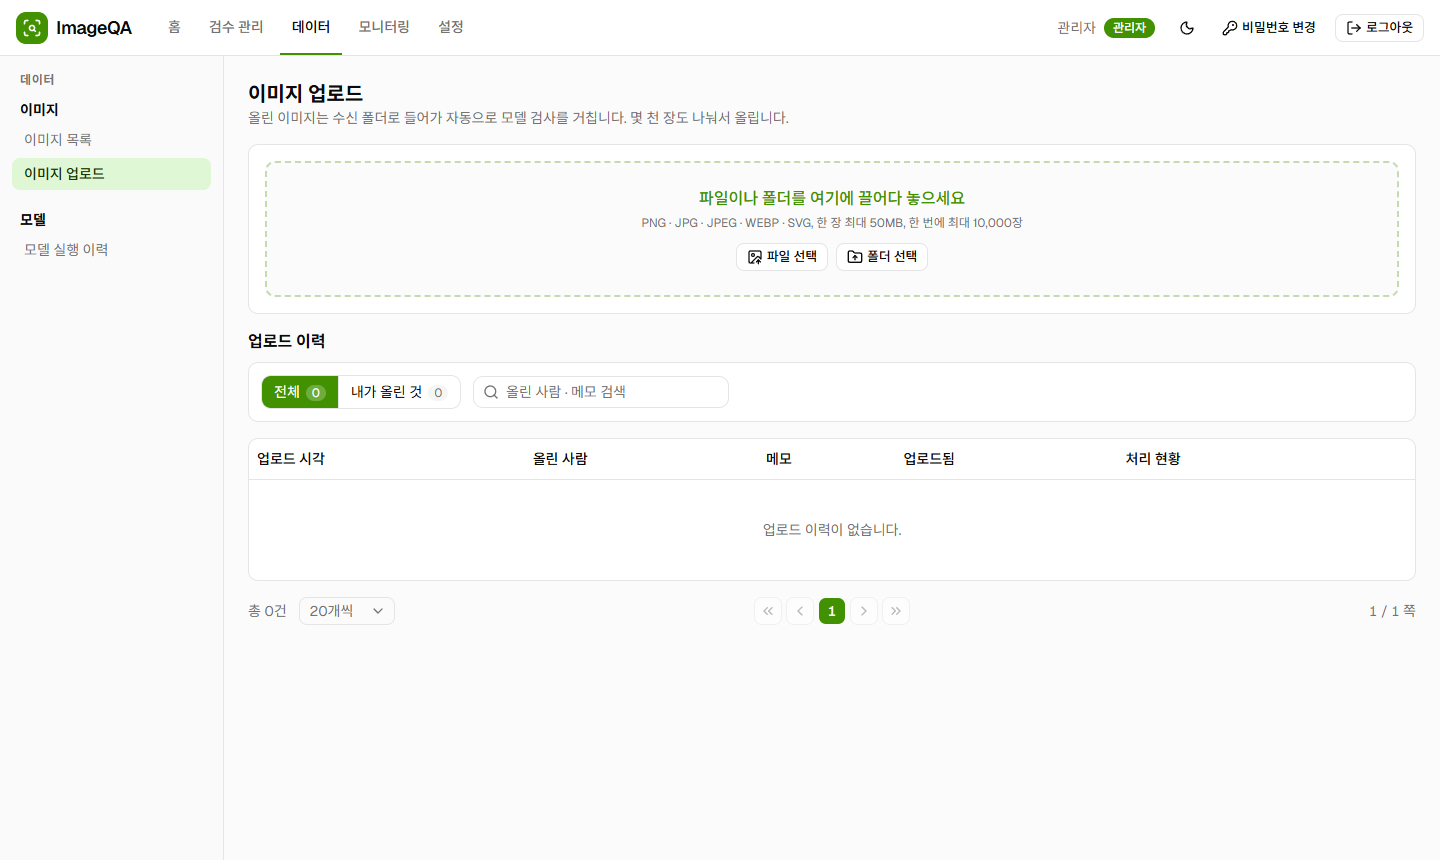 ImageQA
홈
검수 관리
데이터
모니터링
설정
관리자
관리자
비밀번호 변경
로그아웃
데이터
이미지
이미지 목록
이미지 업로드
모델
모델 실행 이력
이미지 업로드
올린 이미지는 수신 폴더로 들어가 자동으로 모델 검사를 거칩니다. 몇 천 장도 나눠서 올립니다.
파일이나 폴더를 여기에 끌어다 놓으세요
PNG · JPG · JPEG · WEBP · SVG, 한 장 최대 50MB, 한 번에 최대 10,000장
파일 선택
폴더 선택
업로드 이력
전체 0
내가 올린 것 0
올린 사람 · 메모 검색
업로드 시각
올린 사람
메모
업로드됨
처리 현황
업로드 이력이 없습니다.
총 0건
20개씩
1
1 / 1 쪽